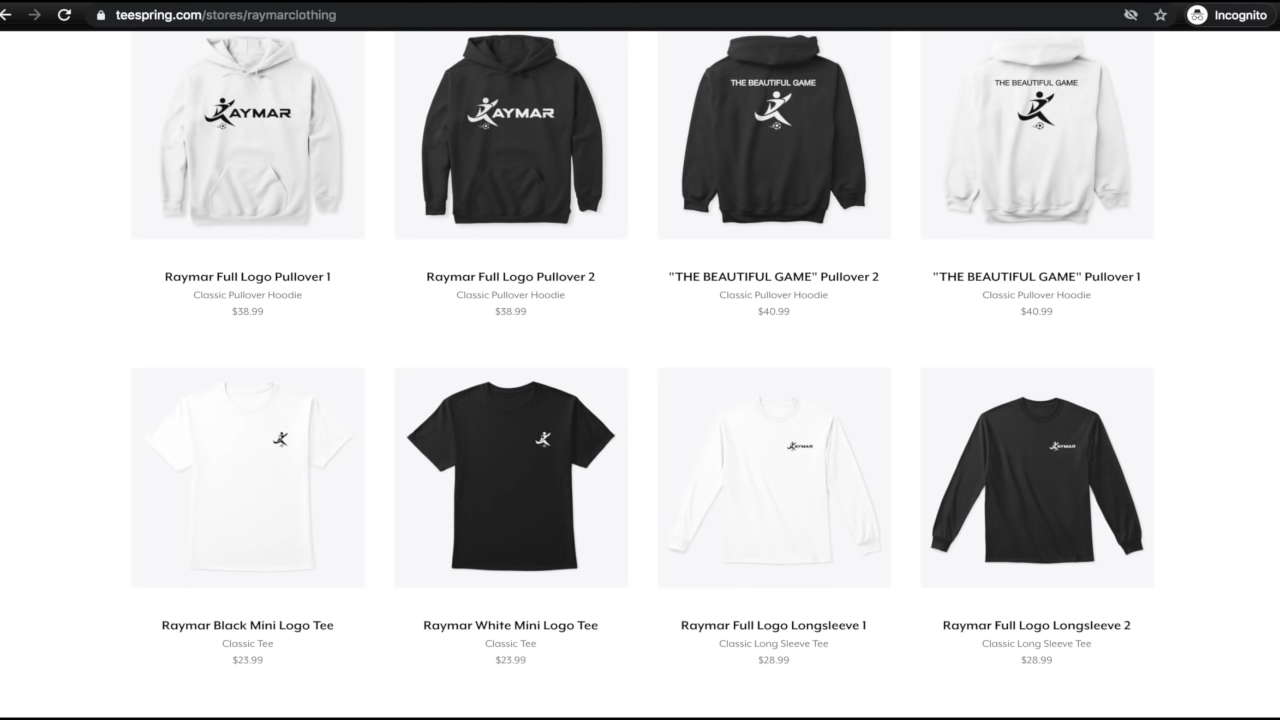 teespring.com/stores/raymarclothing
Incognito
RAYMAR
RAYMAR
THE BEAUTIFUL GAME
THE BEAUTIFUL GAME
Raymar Full Logo Pullover 1
Classic Pullover Hoodie
$38.99
Raymar Full Logo Pullover 2
Classic Pullover Hoodie
$38.99
"THE BEAUTIFUL GAME" Pullover 2
Classic Pullover Hoodie
$40.99
"THE BEAUTIFUL GAME" Pullover 1
Classic Pullover Hoodie
$40.99
RAYMAR
RAYMAR
Raymar Black Mini Logo Tee
Classic Tee
$23.99
Raymar White Mini Logo Tee
Classic Tee
$23.99
Raymar Full Logo Longsleeve 1
Classic Long Sleeve Tee
$28.99
Raymar Full Logo Longsleeve 2
Classic Long Sleeve Tee
$28.99